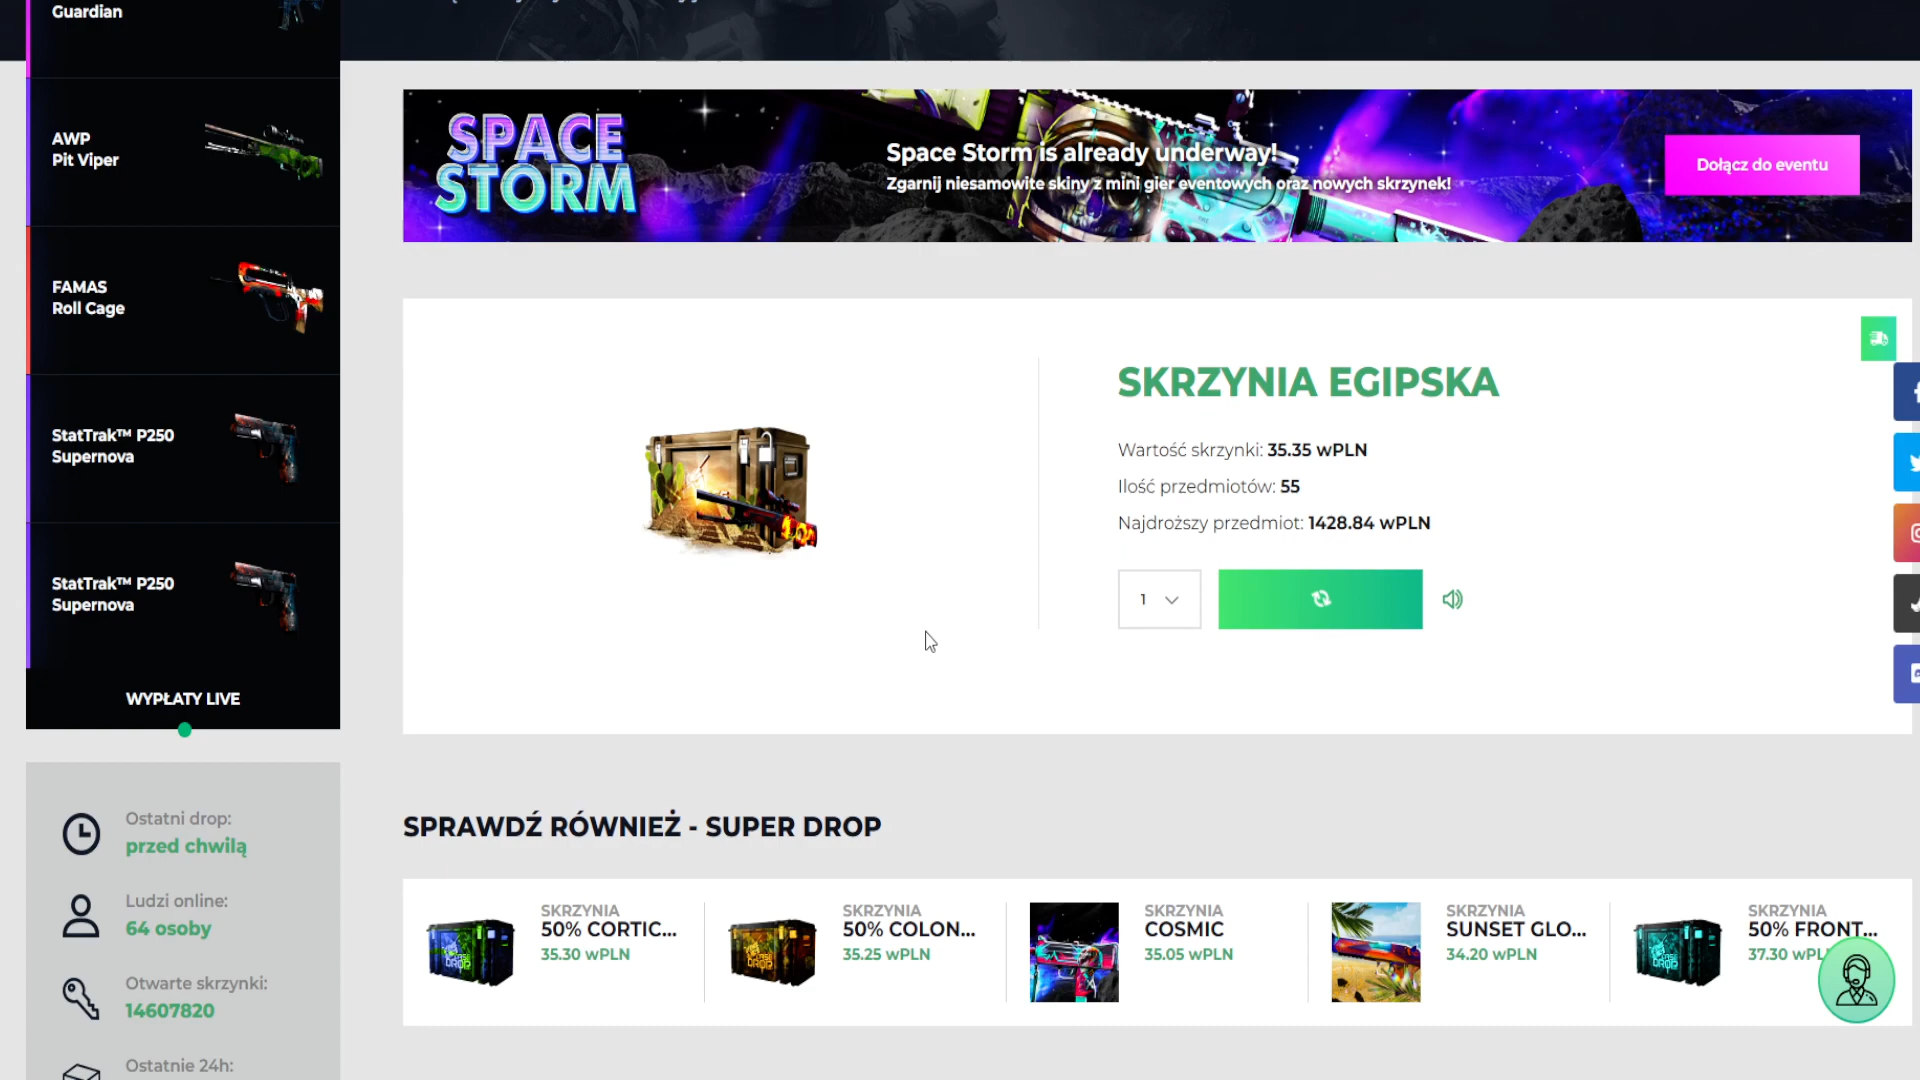 Guardian
AWP
Pit Viper
FAMAS
Roll Cage
StatTrak™ P250
Supernova
StatTrak™ P250
Supernova
WYPŁATY LIVE
Ostatni drop:
przed chwilą
Ludzi online:
64 osoby
Otwarte skrzynki:
14607820
Ostatnie 24h:
SPACE
STORM
Space Storm is already underway!
Zgarnij niesamowite skiny z mini gier eventowych oraz nowych skrzynek!
Dołącz do eventu
SKRZYNIA EGIPSKA
Wartość skrzynki: 35.35 wPLN
Ilość przedmiotów: 55
Najdroższy przedmiot: 1428.84 wPLN
1
SPRAWDŹ RÓWNIEŻ - SUPER DROP
SKRZYNIA
50% CORTIC...
35.30 wPLN
SKRZYNIA
50% COLON...
35.25 wPLN
SKRZYNIA
COSMIC
35.05 wPLN
SKRZYNIA
SUNSET GLO...
34.20 wPLN
SKRZYNIA
50% FRONT...
37.30 wPL